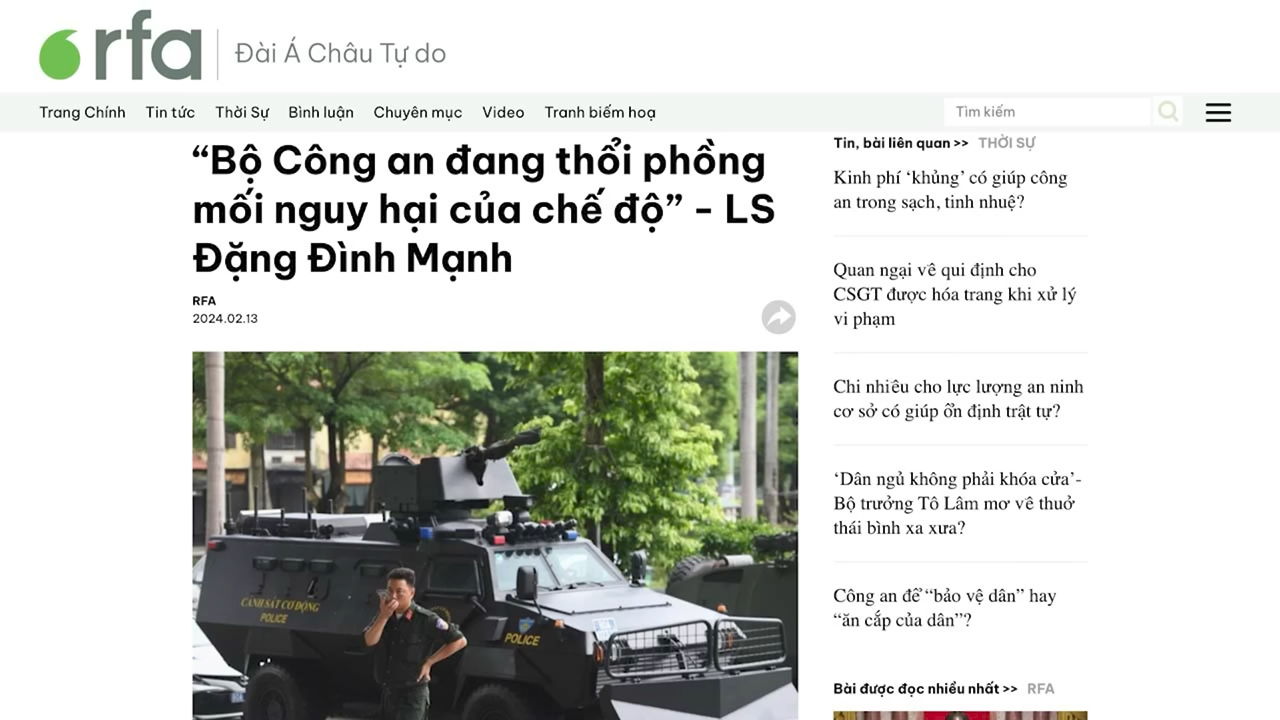 rfa
Đài Á Châu Tự do
Trang Chính Tin tức Thời Sự Bình luận Chuyên mục Video Tranh biếm hoạ
Tìm kiếm
“Bộ Công an đang thổi phồng
mối nguy hại của chế độ” - LS
Đặng Đình Mạnh
RFA
2024.02.13
CẢNH SÁT CƠ ĐỘNG
POLICE
POLICE
Tin, bài liên quan >> THỜI SỰ
Kinh phí ‘khủng’ có giúp công
an trong sạch, tinh nhuệ?
Quan ngại về qui định cho
CSGT được hóa trang khi xử lý
vi phạm
Chi nhiều cho lực lượng an ninh
cơ sở có giúp ổn định trật tự?
‘Dân ngủ không phải khóa cửa’-
Bộ trưởng Tô Lâm mơ về thuở
thái bình xa xưa?
Công an để “bảo vệ dân” hay
“ăn cắp của dân”?
Bài được đọc nhiều nhất >> RFA